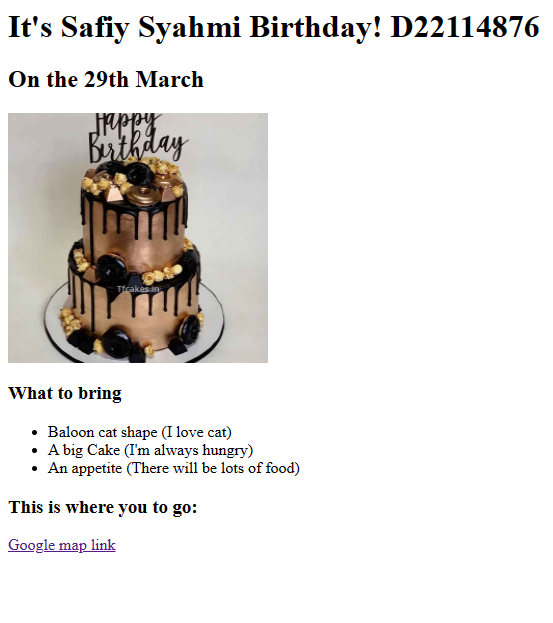 It's Safiy Syahmi Birthday! D22114876
On the 29th March
Happy
Birthday
Tfcakes.in
What to bring
Baloon cat shape (I love cat)
A big Cake (I'm always hungry)
An appetite (There will be lots of food)
This is where you to go:
Google map link